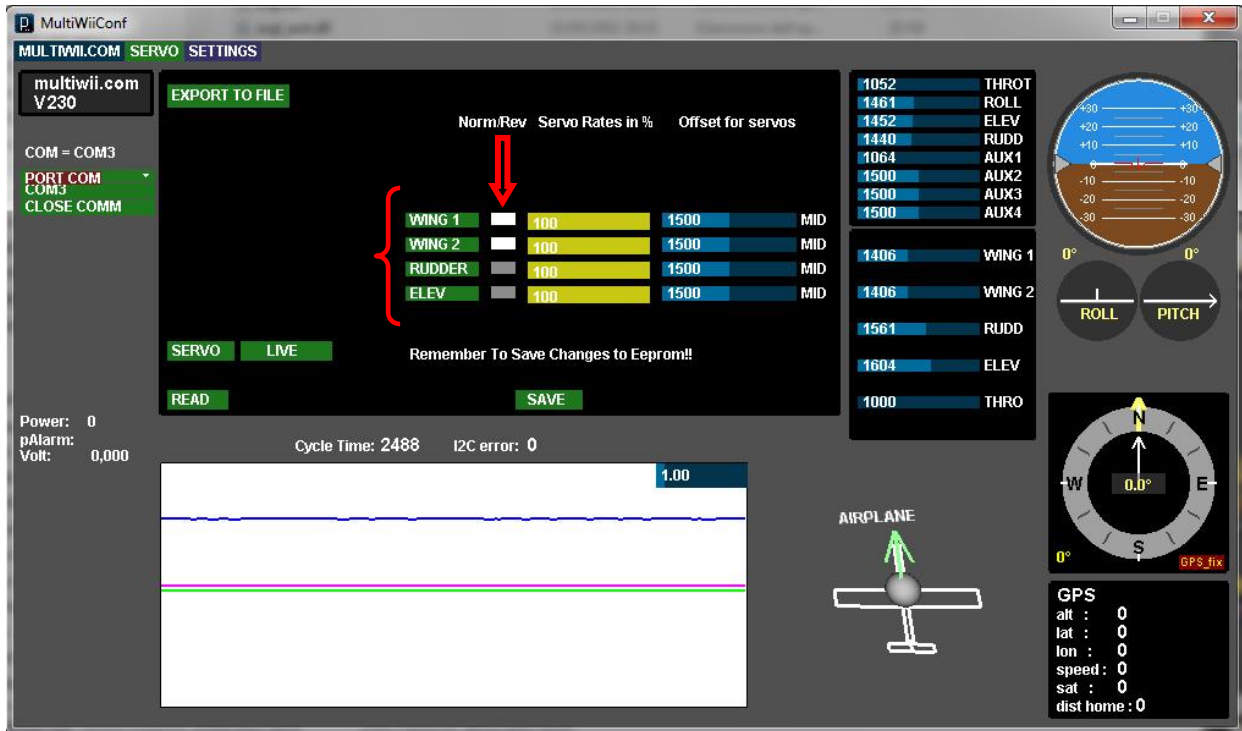 MultiWiiConf
MULTIWII.COM SERVO SETTINGS
multiwii.com
V230
COM = COM3
PORT COM
COM3
CLOSE COMM
Power: 0
pAlarm:
Volt: 0,000
EXPORT TO FILE
Norm/Rev Servo Rates in % Offset for servos
WING 1 100 1500 MID
WING 2 100 1500 MID
RUDDER 100 1500 MID
ELEV 100 1500 MID
SERVO LIVE
Remember To Save Changes to Eeprom!!
READ SAVE
Cycle Time: 2488 I2C error: 0
1.00
1052 THROT
1461 ROLL
1452 ELEV
1440 RUDD
1064 AUX1
1500 AUX2
1500 AUX3
1500 AUX4
1406 WING 1
1406 WING 2
1561 RUDD
1604 ELEV
1000 THRO
AIRPLANE
+30 +30
+20 +20
+10 +10
0 0
-10 -10
-20 -20
-30 -30
0° 0°
ROLL PITCH
N
W 0.0° E
S
0° GPS_fix
GPS
alt : 0
lat : 0
lon : 0
speed : 0
sat : 0
dist home : 0